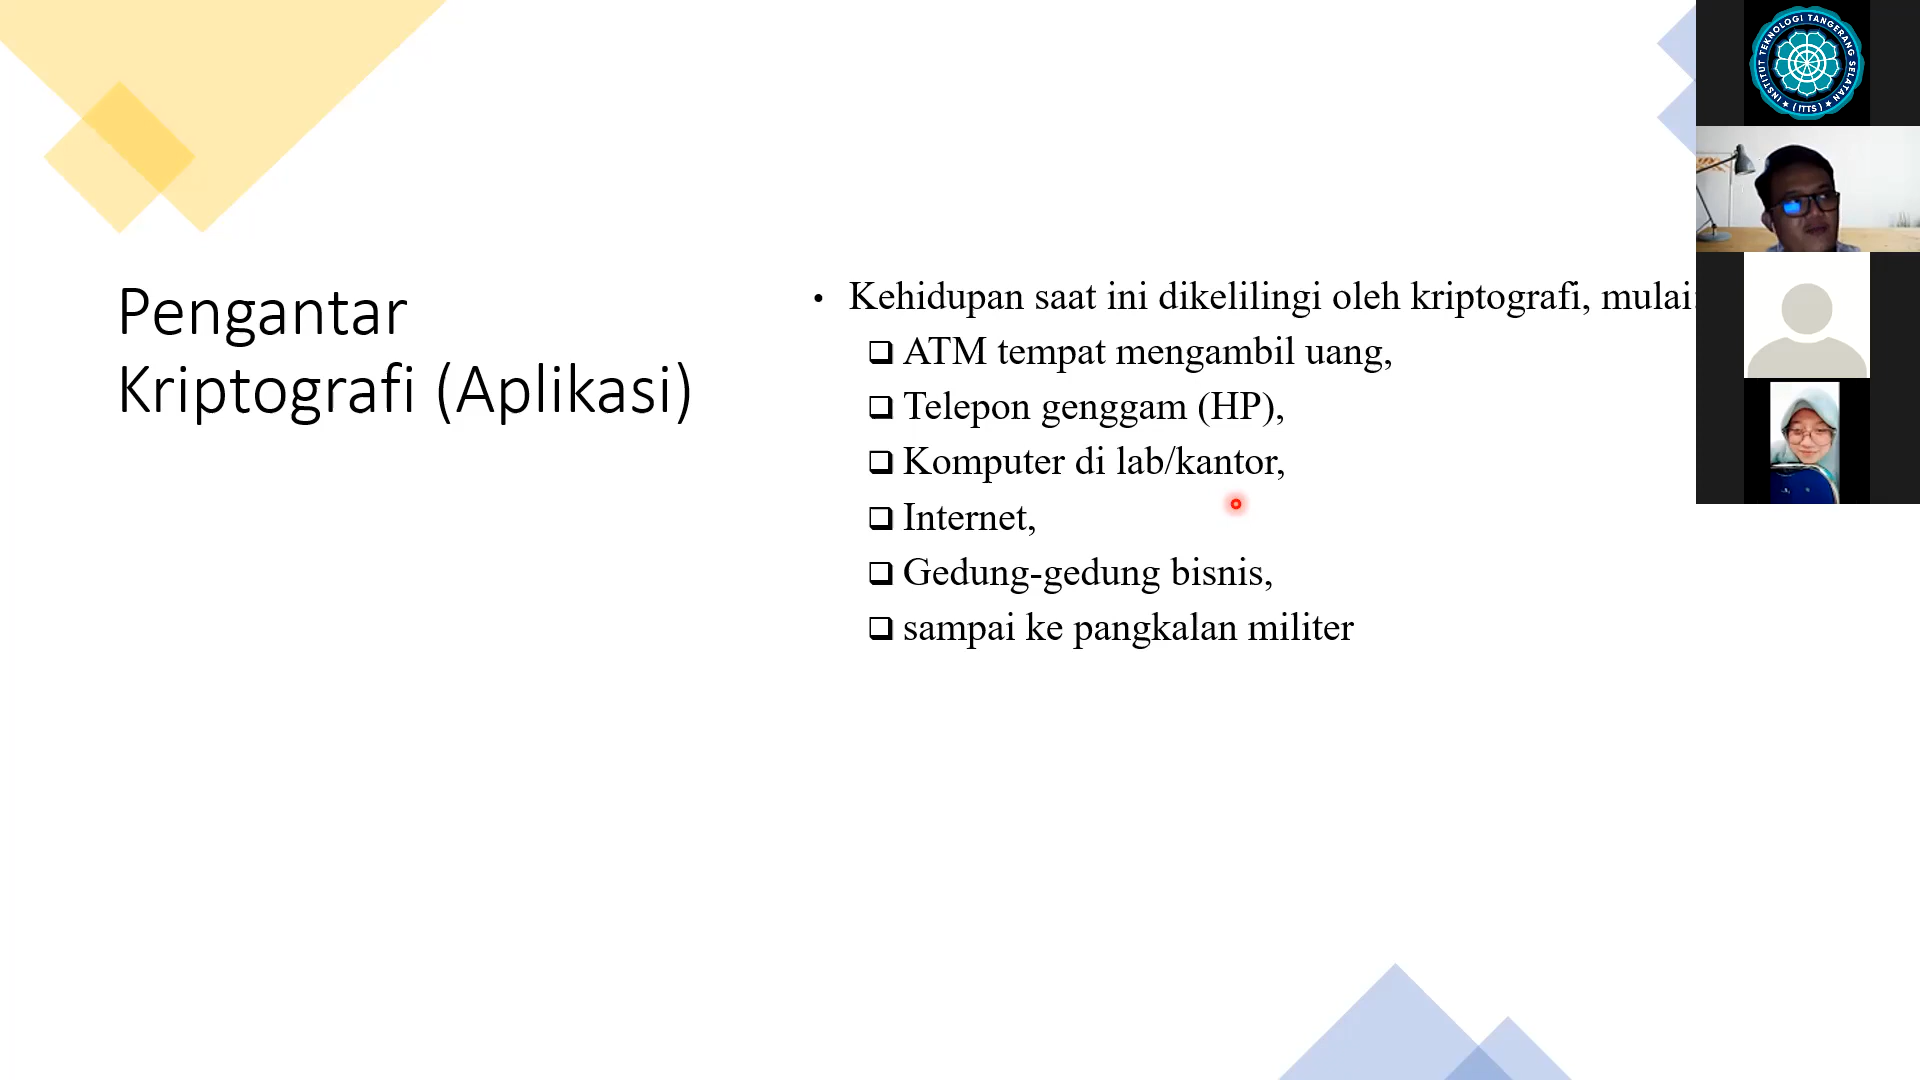 Pengantar
Kriptografi (Aplikasi)
• Kehidupan saat ini dikelilingi oleh kriptografi, mulai:
❑ ATM tempat mengambil uang,
❑ Telepon genggam (HP),
❑ Komputer di lab/kantor,
❑ Internet,
❑ Gedung-gedung bisnis,
❑ sampai ke pangkalan militer
INSTITUT TEKNOLOGI TANGERANG SELATAN
★ (ITTS) ★